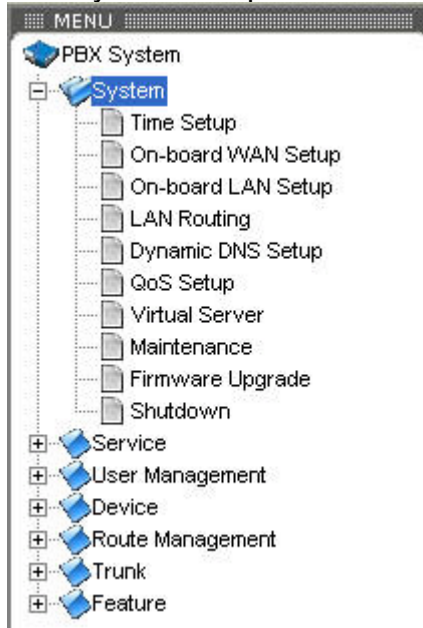 MENU
PBX System
System
Time Setup
On-board WAN Setup
On-board LAN Setup
LAN Routing
Dynamic DNS Setup
QoS Setup
Virtual Server
Maintenance
Firmware Upgrade
Shutdown
Service
User Management
Device
Route Management
Trunk
Feature